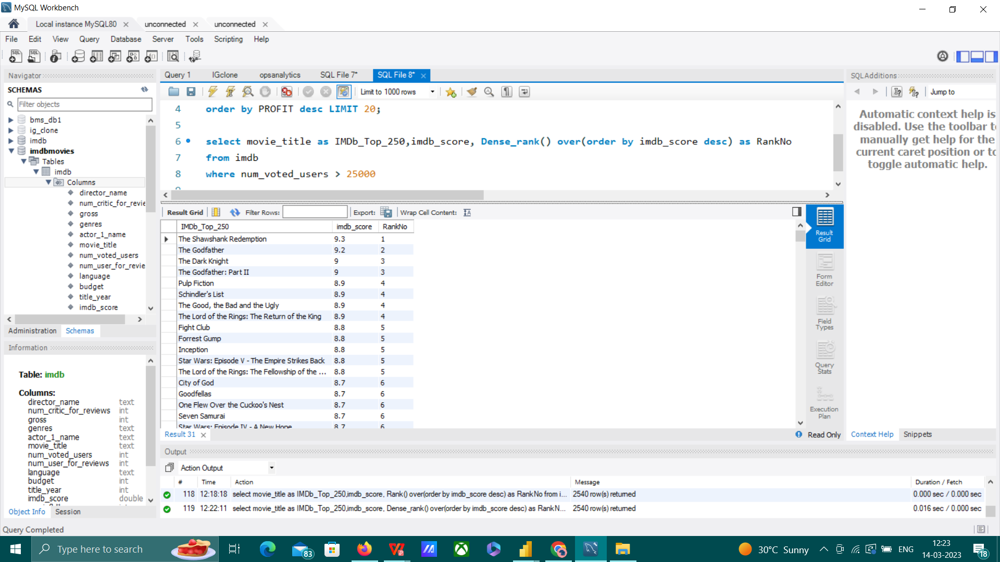 MySQL Workbench
Local instance MySQL80
unconnected
unconnected
File Edit View Query Database Server Tools Scripting Help
Navigator
SCHEMAS
Filter objects
bms_db1
ig_clone
imdb
imdbmovies
Tables
imdb
Columns
director_name
num_critic_for_revie
gross
genres
actor_1_name
movie_title
num_voted_users
num_user_for_revie
language
budget
title_year
imdb_score
Administration Schemas
Information
Table: imdb
Columns:
director_name text
num_critic_for_reviews int
gross int
genres text
actor_1_name text
movie_title text
num_voted_users int
num_user_for_reviews int
language text
budget int
title_year int
imdb_score double
Object Info Session
Query Completed
Query 1 IGclone opsanalytics SQL File 7* SQL File 8*
Limit to 1000 rows
4 order by PROFIT desc LIMIT 20;
5
6 select movie_title as IMDb_Top_250,imdb_score, Dense_rank() over(order by imdb_score desc) as RankNo
7 from imdb
8 where num_voted_users > 25000
9
Result Grid Filter Rows: Export: Wrap Cell Content:
IMDb_Top_250 imdb_score RankNo
The Shawshank Redemption 9.3 1
The Godfather 9.2 2
The Dark Knight 9 3
The Godfather: Part II 9 3
Pulp Fiction 8.9 4
Schindler's List 8.9 4
The Good, the Bad and the Ugly 8.9 4
The Lord of the Rings: The Return of the King 8.9 4
Fight Club 8.8 5
Forrest Gump 8.8 5
Inception 8.8 5
Star Wars: Episode V - The Empire Strikes Back 8.8 5
The Lord of the Rings: The Fellowship of the ... 8.8 5
City of God 8.7 6
Goodfellas 8.7 6
One Flew Over the Cuckoo's Nest 8.7 6
Seven Samurai 8.7 6
Star Wars: Episode IV - A New Hope 8.7 6
Result 31
Result
Grid
Form
Editor
Field
Types
Query
Stats
Execution
Plan
Read Only
SQLAdditions
Jump to
Automatic context help is
disabled. Use the toolbar t
manually get help for the
current caret position or to
toggle automatic help.
Context Help Snippets
Output
Action Output
# Time Action Message Duration / Fetch
118 12:18:18 select movie_title as IMDb_Top_250,imdb_score, Rank() over(order by imdb_score desc) as RankNo from i... 2540 row(s) returned 0.000 sec / 0.000 sec
119 12:22:11 select movie_title as IMDb_Top_250,imdb_score, Dense_rank() over(order by imdb_score desc) as RankN... 2540 row(s) returned 0.016 sec / 0.000 sec
Type here to search
83
30°C Sunny
ENG
12:23
14-03-2023
18